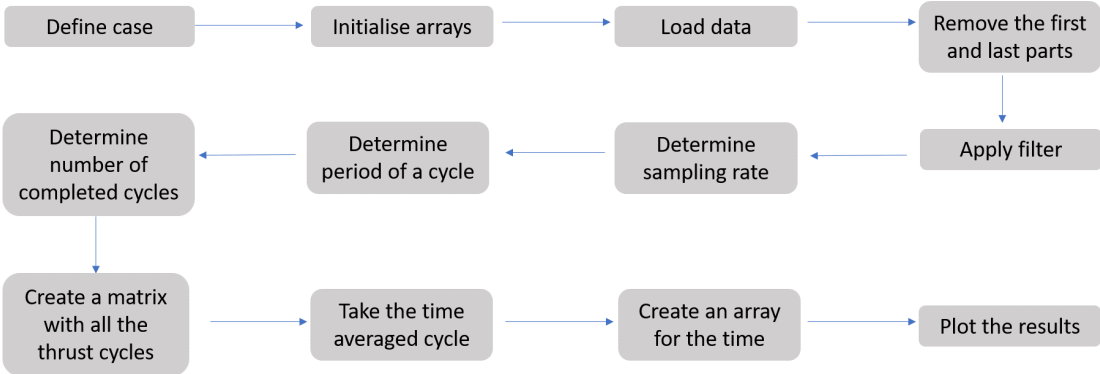 Define case
Initialise arrays
Load data
Remove the first
and last parts
Apply filter
Determine
sampling rate
Determine
period of a cycle
Determine
number of
completed cycles
Create a matrix
with all the
thrust cycles
Take the time
averaged cycle
Create an array
for the time
Plot the results